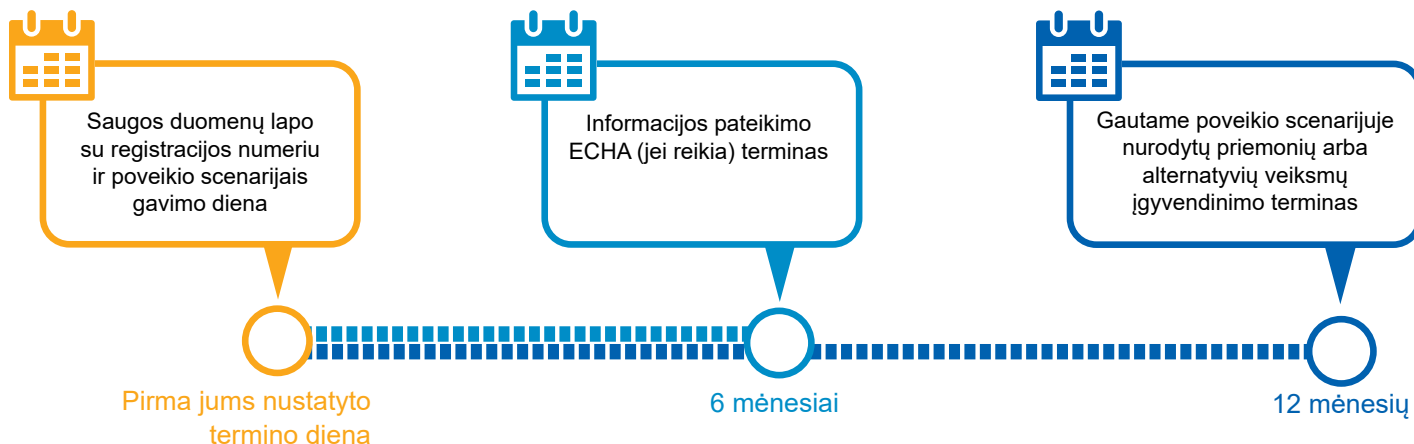 Saugos duomenų lapo
su registracijos numeriu
ir poveikio scenarijais
gavimo diena
Informacijos pateikimo
ECHA (jei reikia) terminas
Gautame poveikio scenarijuje
nurodytų priemonių arba
alternatyvių veiksmų
įgyvendinimo terminas
Pirma jums nustatyto
termino diena
6 mėnesiai
12 mėnesių